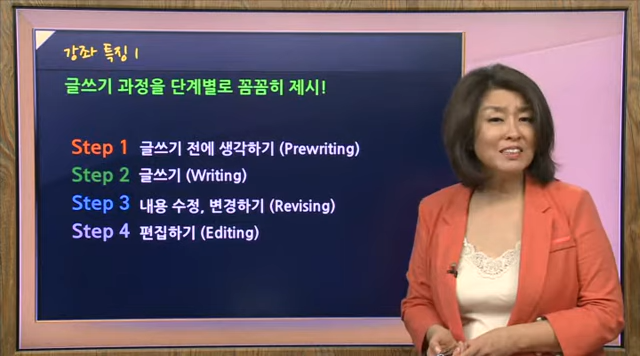 강좌 특징 1
글쓰기 과정을 단계별로 꼼꼼히 제시!
Step 1 글쓰기 전에 생각하기 (Prewriting)
Step 2 글쓰기 (Writing)
Step 3 내용 수정, 변경하기 (Revising)
Step 4 편집하기 (Editing)